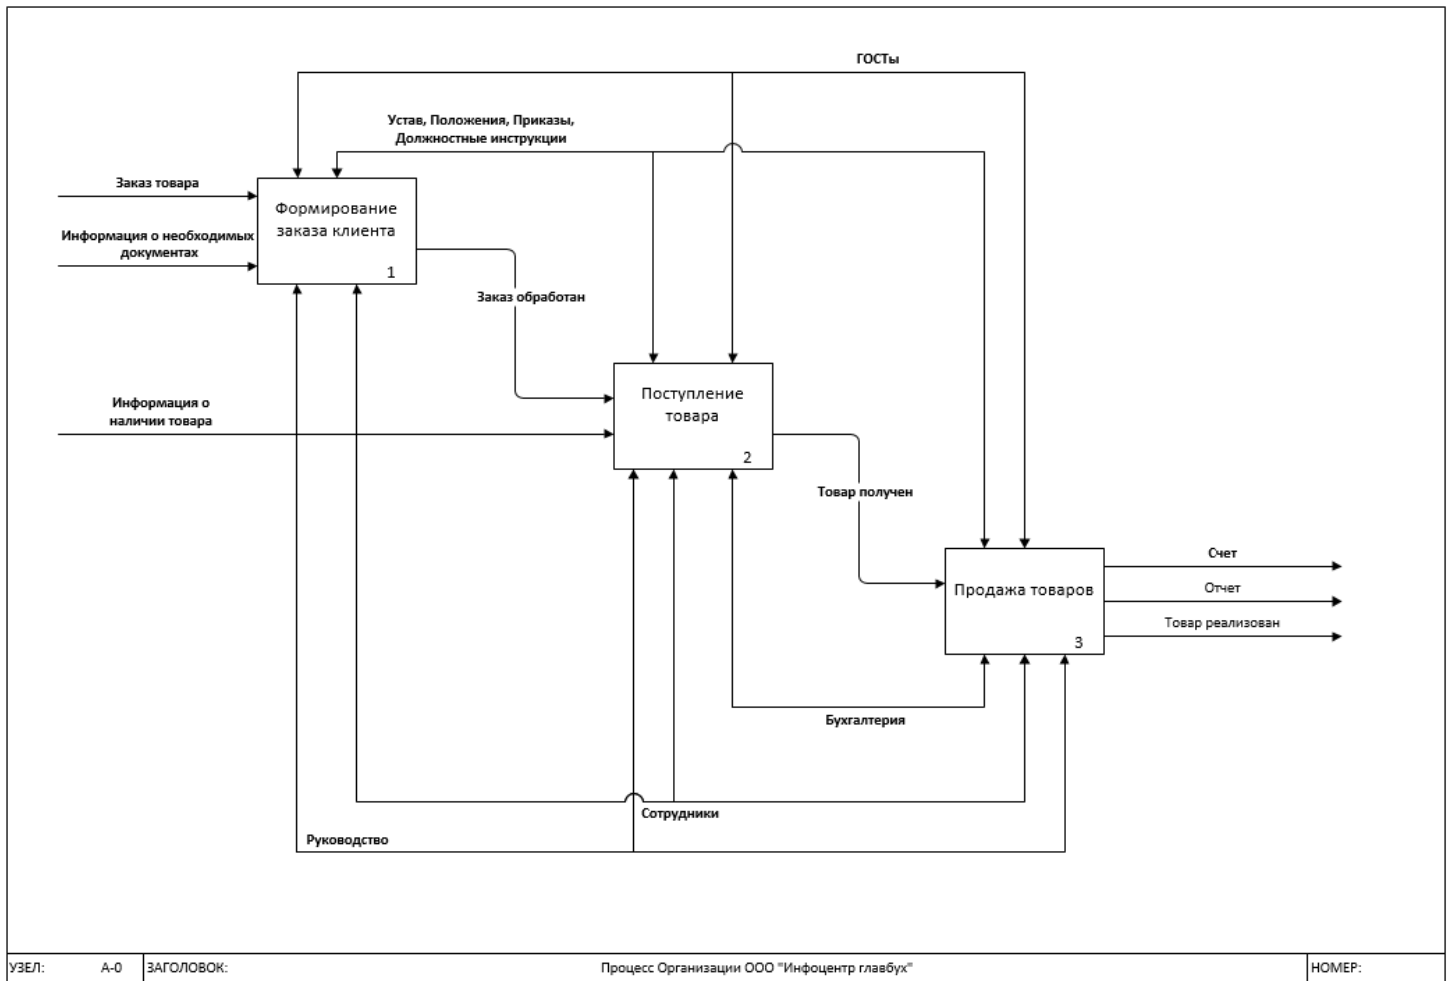 ГОСТы
Устав, Положения, Приказы,
Должностные инструкции
Заказ товара
Информация о необходимых
документах
Формирование
заказа клиента
1
Заказ обработан
Информация о
наличии товара
Поступление
товара
2
Товар получен
Продажа товаров
3
Счет
Отчет
Товар реализован
Бухгалтерия
Сотрудники
Руководство
УЗЕЛ: A-0 ЗАГОЛОВОК: Процесс Организации ООО "Инфоцентр главбух" НОМЕР: